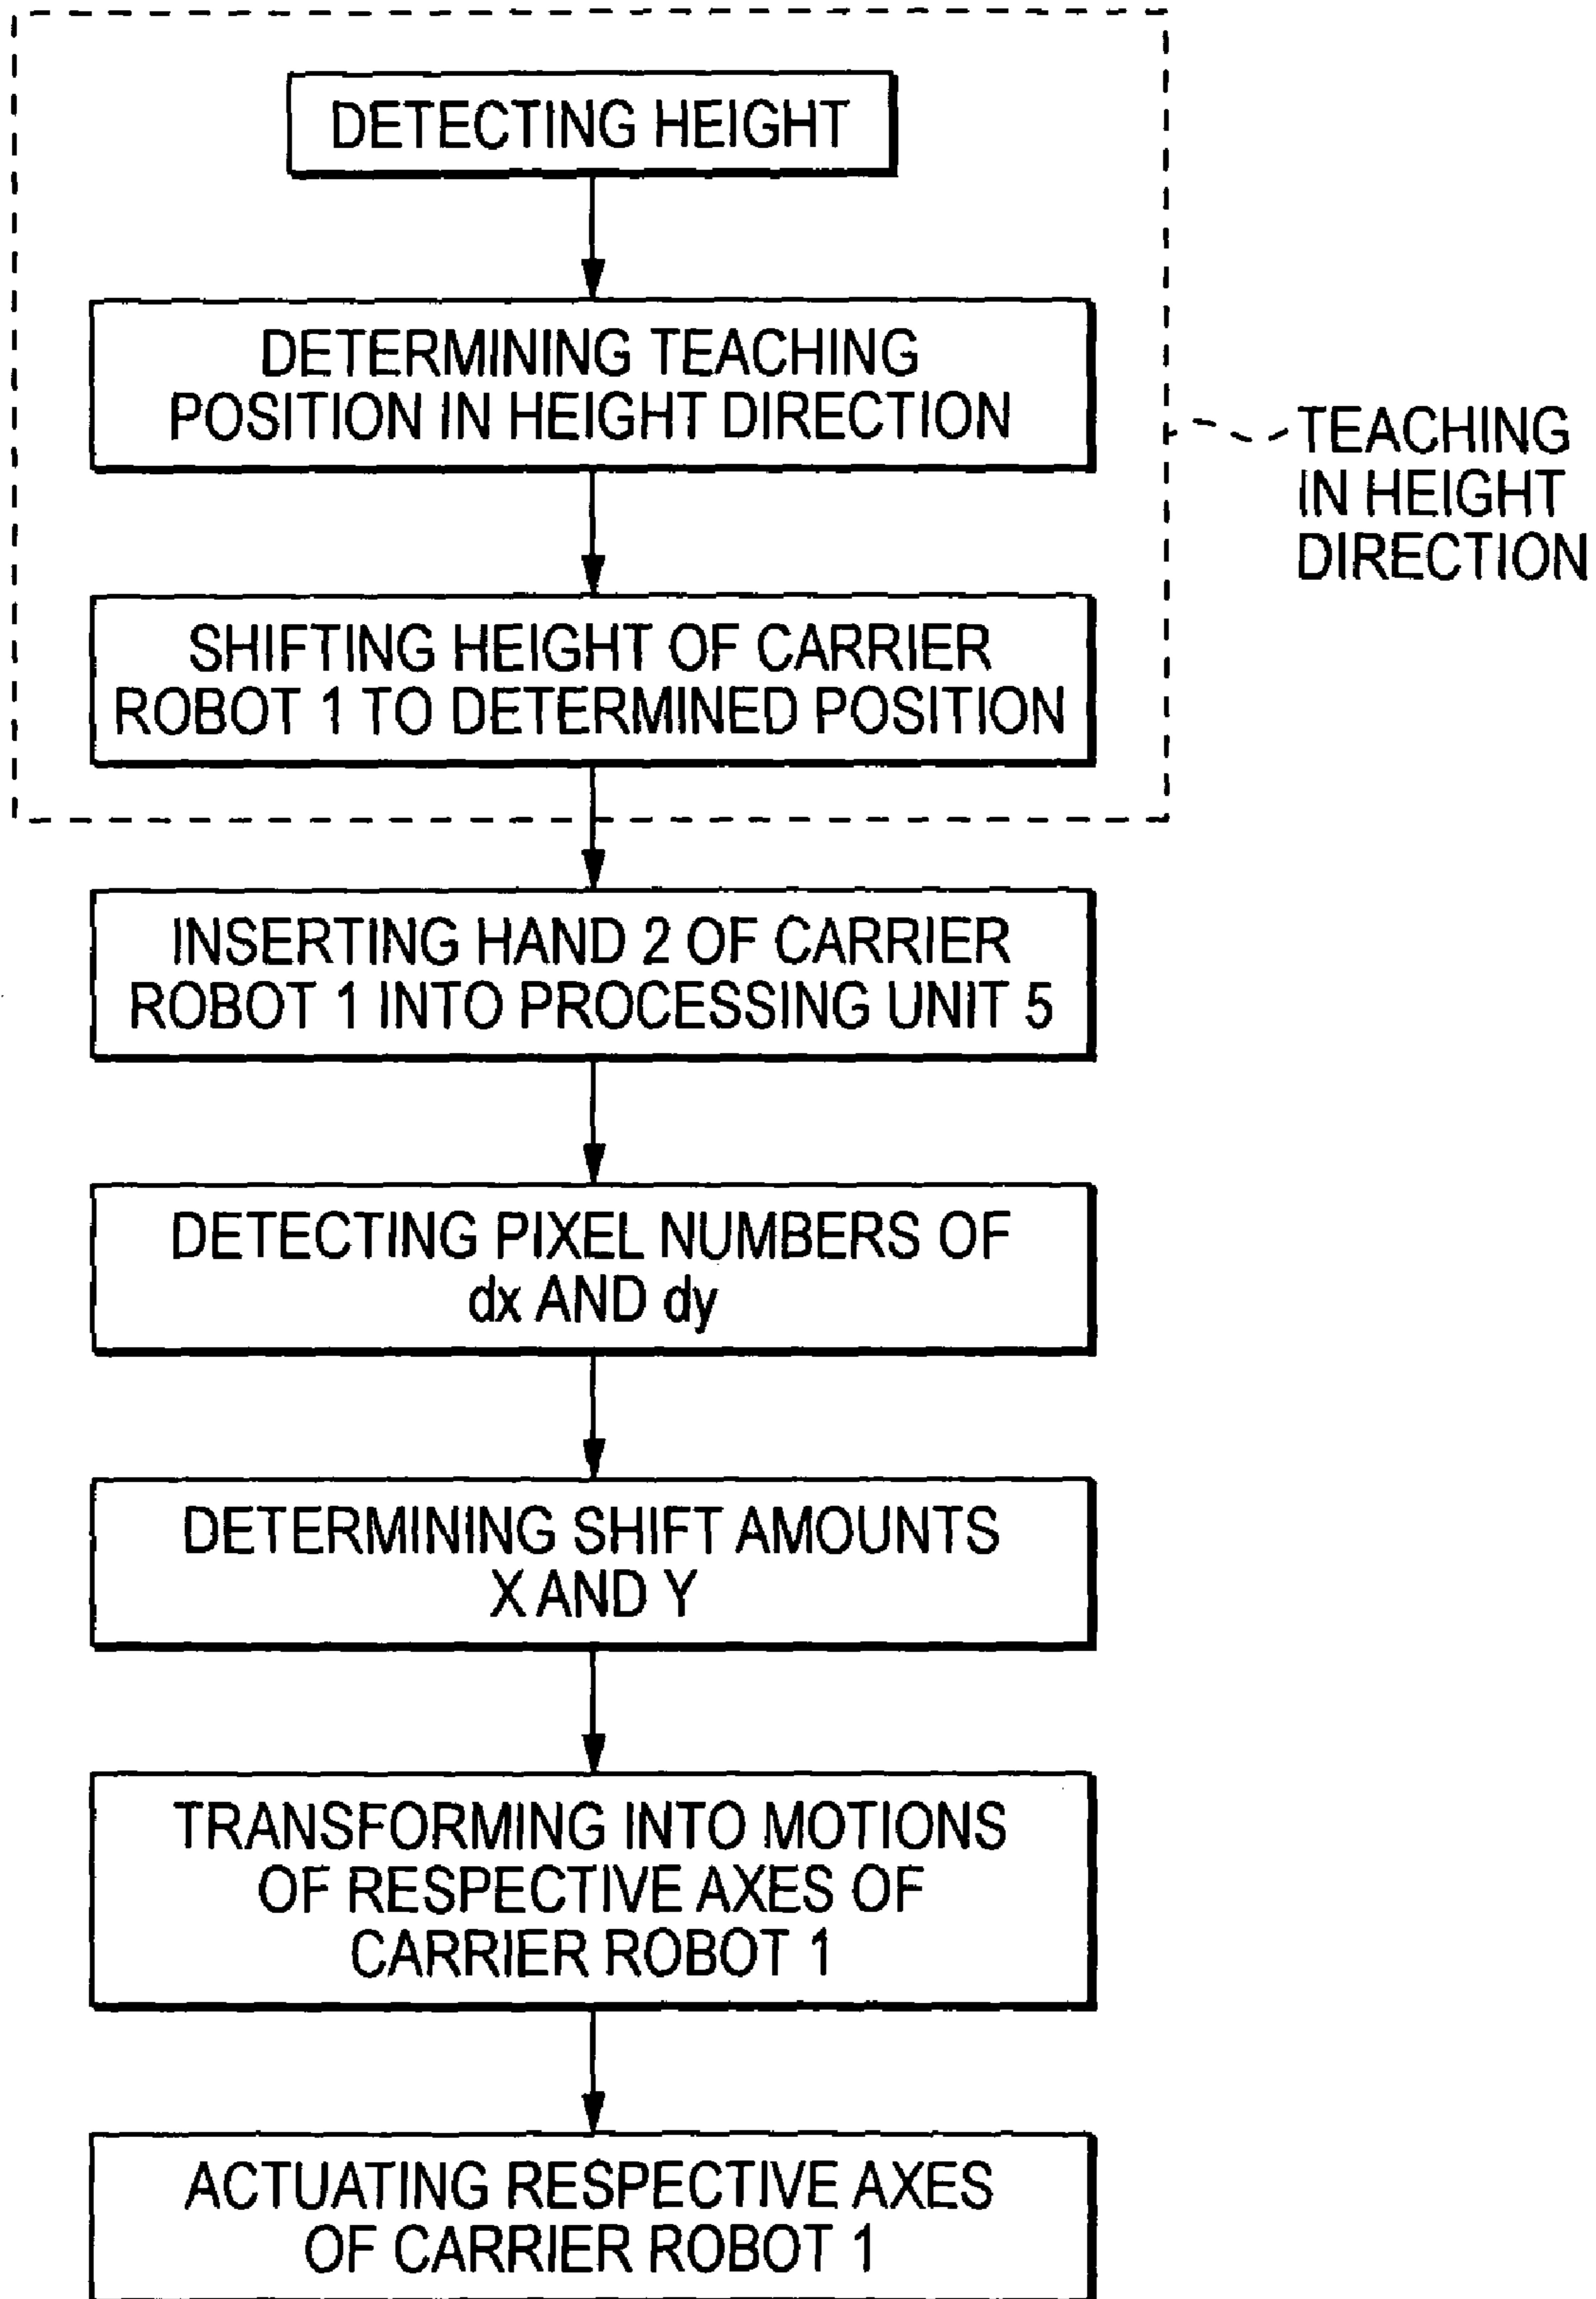 DETECTING HEIGHT
DETERMINING TEACHING
POSITION IN HEIGHT DIRECTION
TEACHING
IN HEIGHT
DIRECTION
SHIFTING HEIGHT OF CARRIER
ROBOT 1 TO DETERMINED POSITION
INSERTING HAND 2 OF CARRIER
ROBOT 1 INTO PROCESSING UNIT 5
DETECTING PIXEL NUMBERS OF
dx AND dy
DETERMINING SHIFT AMOUNTS
X AND Y
TRANSFORMING INTO MOTIONS
OF RESPECTIVE AXES OF
CARRIER ROBOT 1
ACTUATING RESPECTIVE AXES
OF CARRIER ROBOT 1